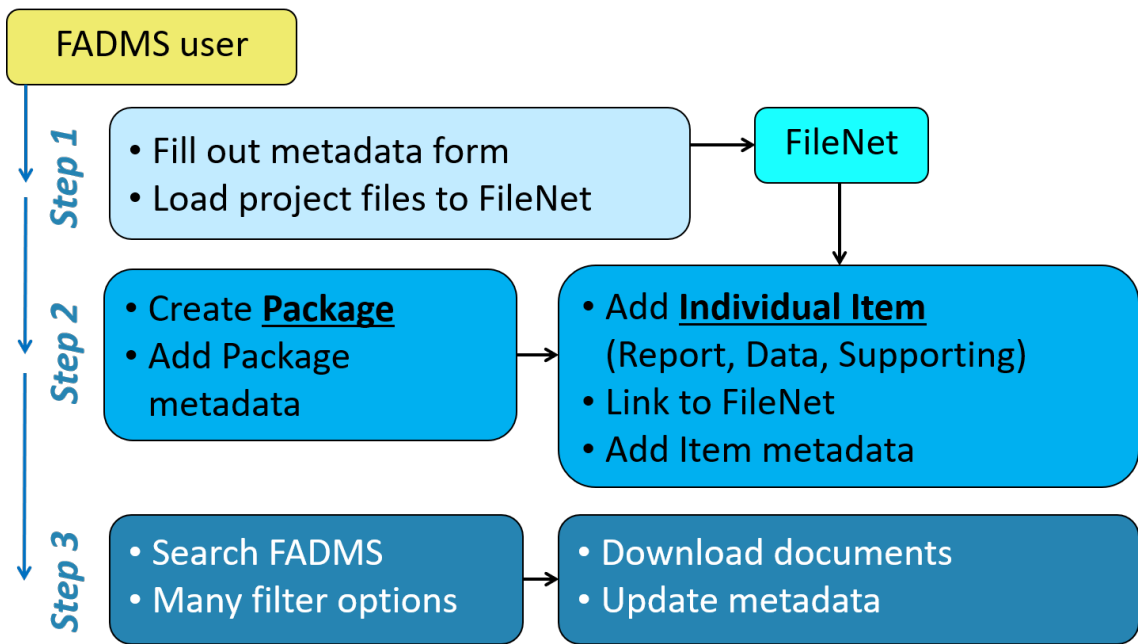 FADMS user
Step 1
• Fill out metadata form
• Load project files to FileNet
FileNet
Step 2
• Create Package
• Add Package
metadata
• Add Individual Item
(Report, Data, Supporting)
• Link to FileNet
• Add Item metadata
Step 3
• Search FADMS
• Many filter options
• Download documents
• Update metadata